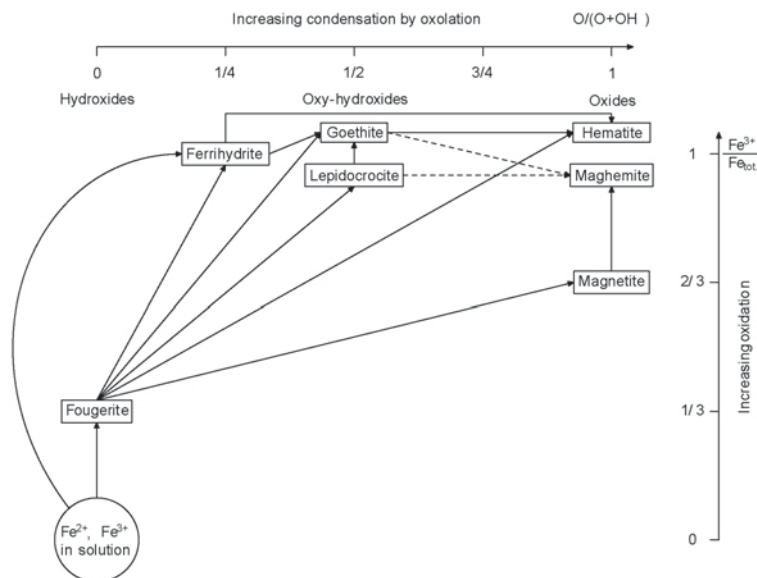 Increasing condensation by oxolation
O/(O+OH )
0
1/4
1/2
3/4
1
Hydroxides
Oxy-hydroxides
Oxides
Ferrihydrite
Goethite
Hematite
Lepidocrocite
Maghemite
Magnetite
Fougerite
Fe²⁺, Fe³⁺
in solution
Fe³⁺
Fe_tot.
1
2/3
1/3
0
Increasing oxidation